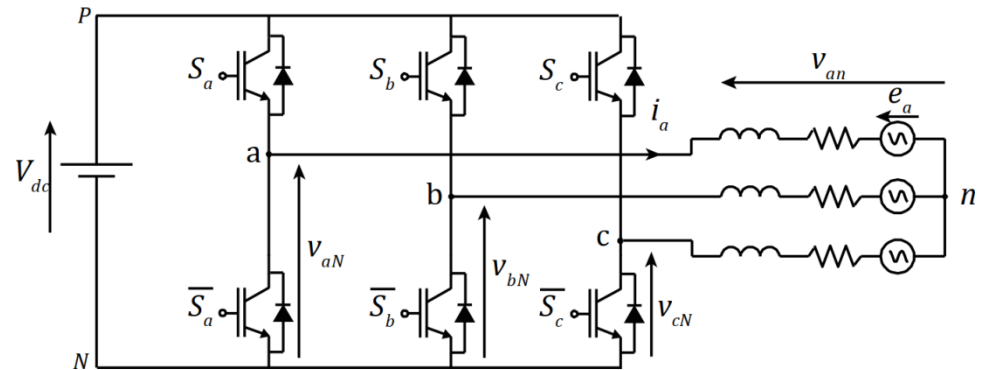 P
S_a S_b S_c v_an
e_a
i_a
V_dc a
b n
c
v_aN v_bN v_cN
S̅_a S̅_b S̅_c
N